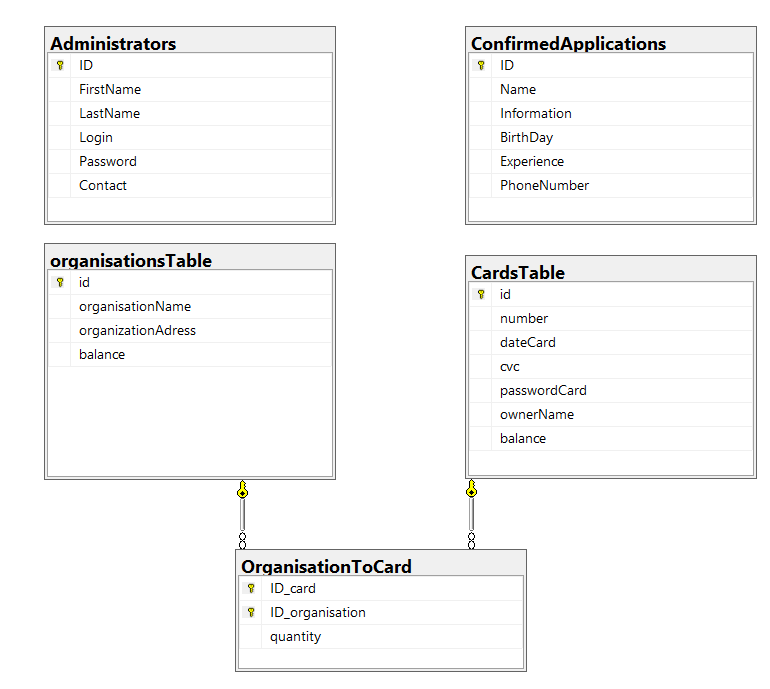 Administrators
ID
FirstName
LastName
Login
Password
Contact
ConfirmedApplications
ID
Name
Information
BirthDay
Experience
PhoneNumber
organisationsTable
id
organisationName
organizationAdress
balance
CardsTable
id
number
dateCard
cvc
passwordCard
ownerName
balance
OrganisationToCard
ID_card
ID_organisation
quantity